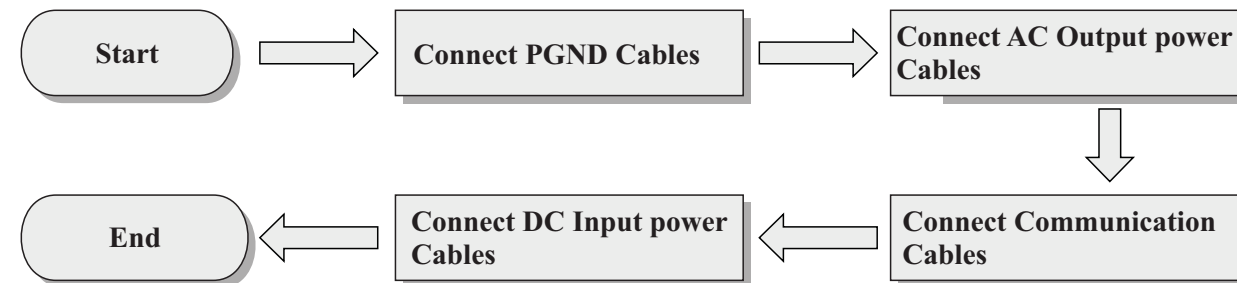 Start
Connect PGND Cables
Connect AC Output power
Cables
Connect Communication
Cables
Connect DC Input power
Cables
End